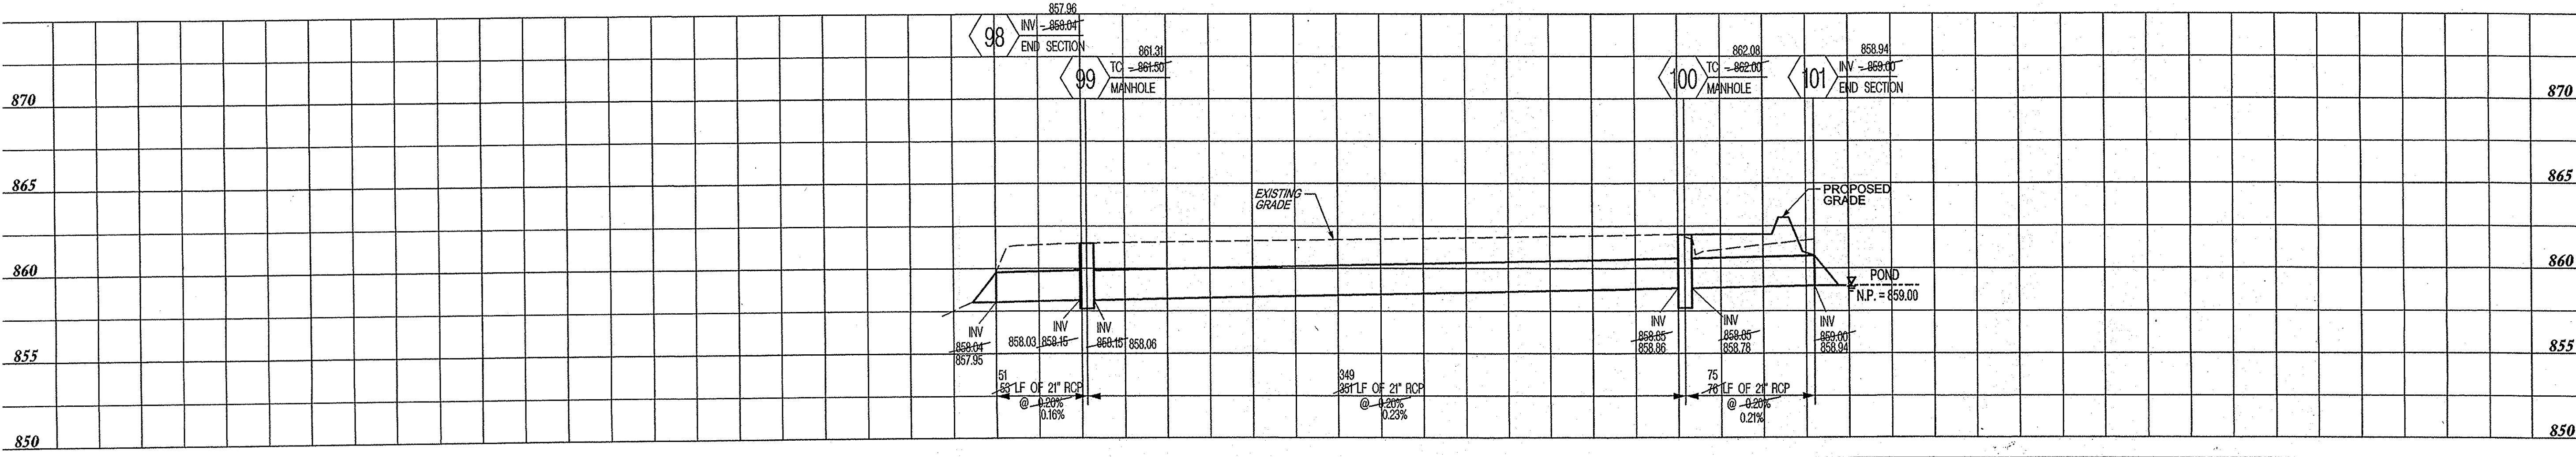 857.96
98 INV - 858.04
END SECTION
861.31
99 TC - 861.50
MANHOLE
862.08
100 TC - 862.00
MANHOLE
858.94
101 INV - 859.00
END SECTION
870 870
865 865
EXISTING
GRADE
PROPOSED
GRADE
860 860
POND
N.P. = 859.00
INV
858.04
857.95
INV
858.03 858.15
INV
858.15 858.06
INV
858.85
858.86
INV
858.85
858.78
INV
859.00
858.94
855 855
51
53 LF OF 21" RCP
@ 0.20%
0.16%
349
351 LF OF 21" RCP
@ 0.20%
0.23%
75
76 LF OF 21" RCP
@ 0.20%
0.21%
850 850